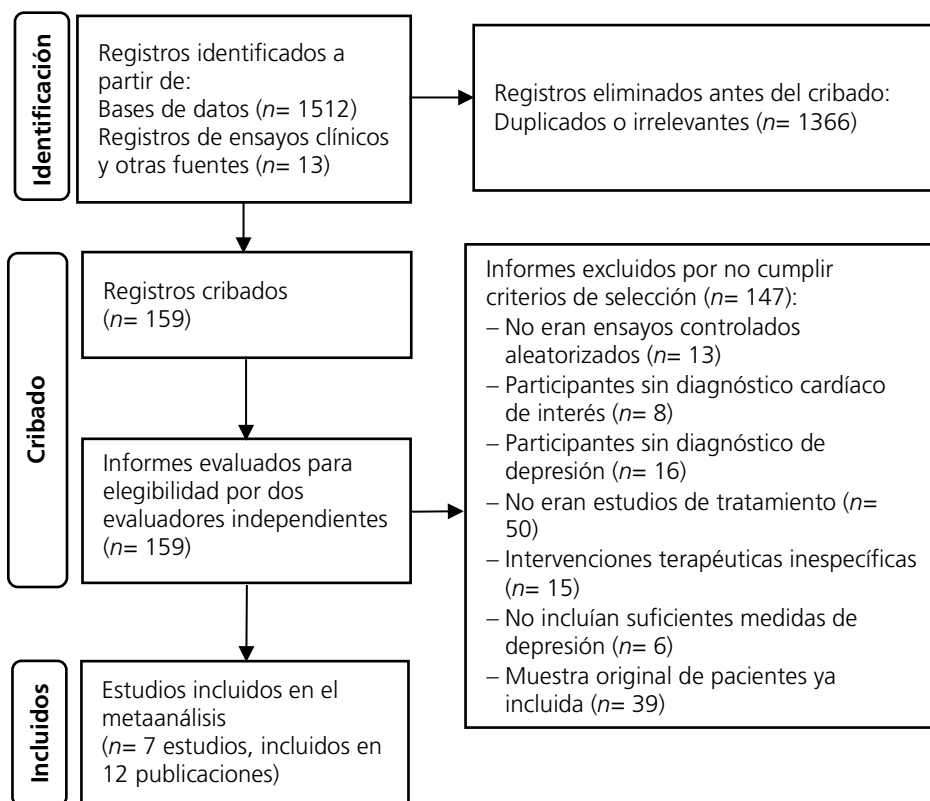 Identificación
Registros identificados a
partir de:
Bases de datos (n= 1512)
Registros de ensayos clínicos
y otras fuentes (n= 13)
Registros eliminados antes del cribado:
Duplicados o irrelevantes (n= 1366)
Cribado
Registros cribados
(n= 159)
Informes evaluados para
elegibilidad por dos
evaluadores independientes
(n= 159)
Informes excluidos por no cumplir
criterios de selección (n= 147):
– No eran ensayos controlados
aleatorizados (n= 13)
– Participantes sin diagnóstico cardíaco
de interés (n= 8)
– Participantes sin diagnóstico de
depresión (n= 16)
– No eran estudios de tratamiento (n=
50)
– Intervenciones terapéuticas inespecíficas
(n= 15)
– No incluían suficientes medidas de
depresión (n= 6)
– Muestra original de pacientes ya
incluida (n= 39)
Incluidos
Estudios incluidos en el
metaanálisis
(n= 7 estudios, incluidos en
12 publicaciones)